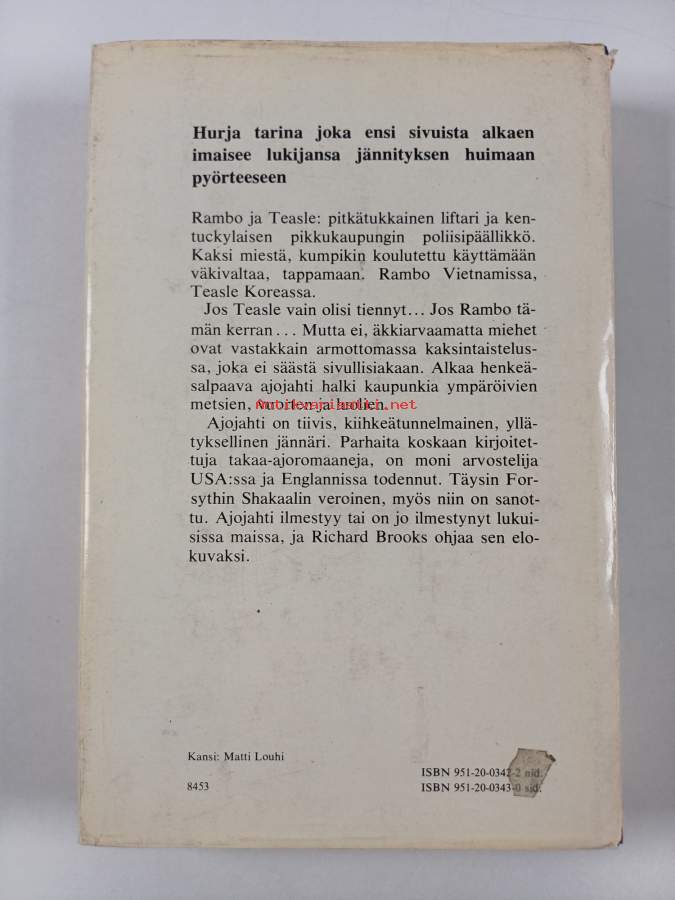 Hurja tarina joka ensi sivuista alkaen
imaisee lukijansa jännityksen huimaan
pyörteeseen
Rambo ja Teasle: pitkätukkainen liftari ja ken-
tuckylaisen pikkukaupungin poliisipäällikkö.
Kaksi miestä, kumpikin koulutettu käyttämään
väkivaltaa, tappamaan. Rambo Vietnamissa,
Teasle Koreassa.
Jos Teasle vain olisi tiennyt... Jos Rambo tä-
män kerran... Mutta ei, äkkiarvaamatta miehet
ovat vastakkain armottomassa kaksintaistelus-
sa, joka ei säästä sivullisiakaan. Alkaa henkeä-
salpaava ajojahti halki kaupunkia ympäröivien
metsien, vuorten ja luolien.
Antikvariaatti.net
Ajojahti on tiivis, kiihkeätunnelmainen, yllä-
tyksellinen jännäri. Parhaita koskaan kirjoitet-
tuja takaa-ajoromaaneja, on moni arvostelija
USA:ssa ja Englannissa todennut. Täysin For-
sythin Shakaalin veroinen, myös niin on sanot-
tu. Ajojahti ilmestyy tai on jo ilmestynyt lukui-
sissa maissa, ja Richard Brooks ohjaa sen elo-
kuvaksi.
Kansi: Matti Louhi
8453
ISBN 951-20-0342-2 nid.
ISBN 951-20-0343-0 sid.